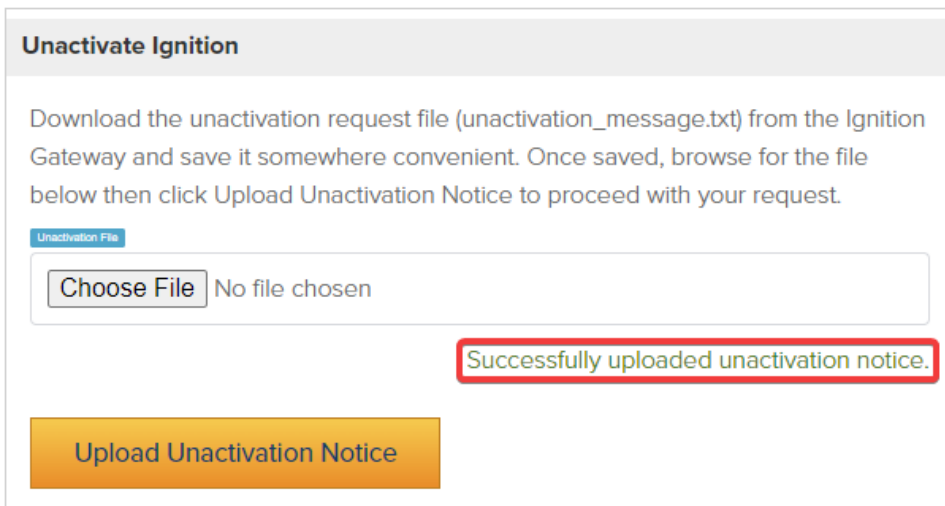 Unactivate Ignition
Download the unactivation request file (unactivation_message.txt) from the Ignition
Gateway and save it somewhere convenient. Once saved, browse for the file
below then click Upload Unactivation Notice to proceed with your request.
Unactivation File
Choose File No file chosen
Successfully uploaded unactivation notice.
Upload Unactivation Notice